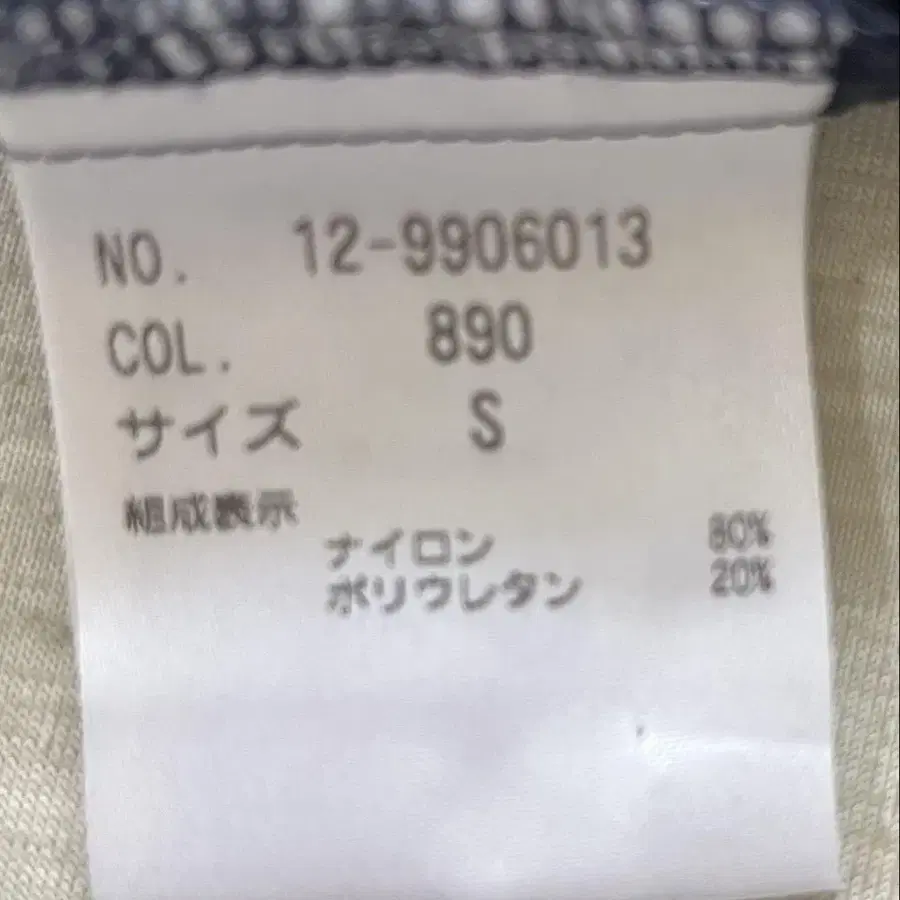 NO. 12-9906013
COL. 890
サイズ S
組成表示
ナイロン 80%
ポリウレタン 20%